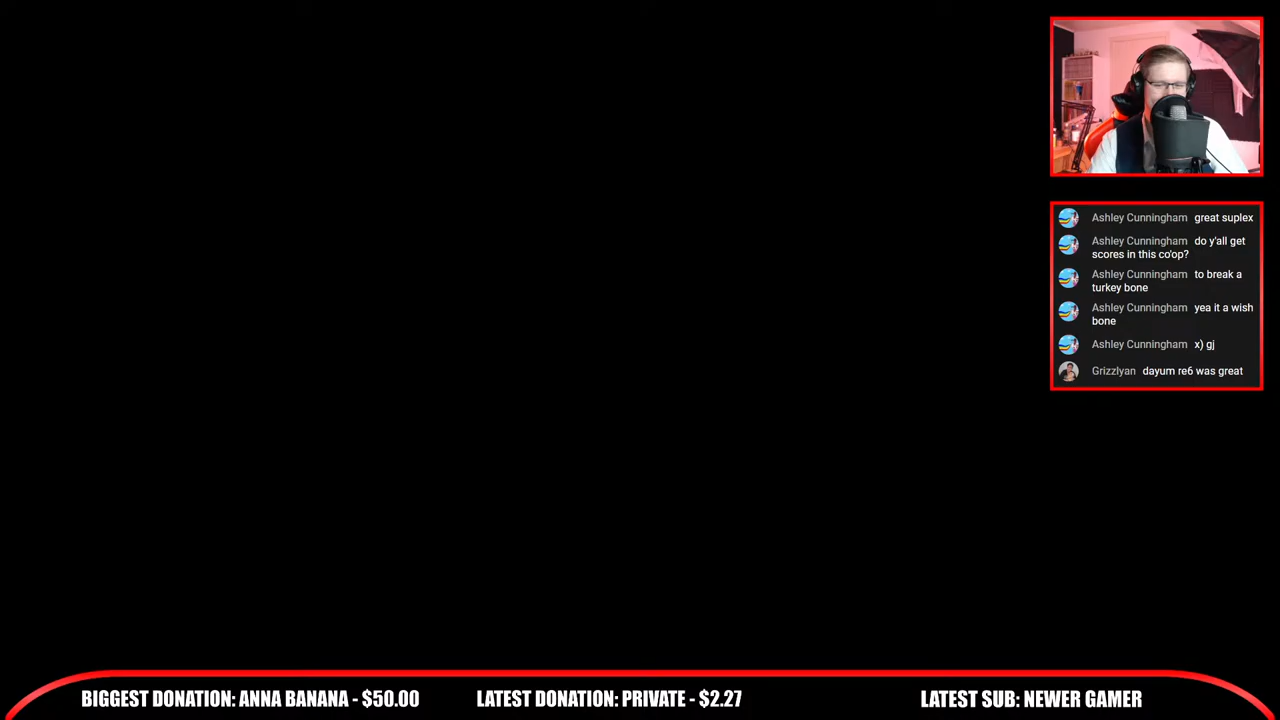 Ashley Cunningham great suplex
Ashley Cunningham do y'all get
scores in this co'op?
Ashley Cunningham to break a
turkey bone
Ashley Cunningham yea it a wish
bone
Ashley Cunningham x) gj
Grizzlyan dayum re6 was great
BIGGEST DONATION: ANNA BANANA - $50.00
LATEST DONATION: PRIVATE - $2.27
LATEST SUB: NEWER GAMER